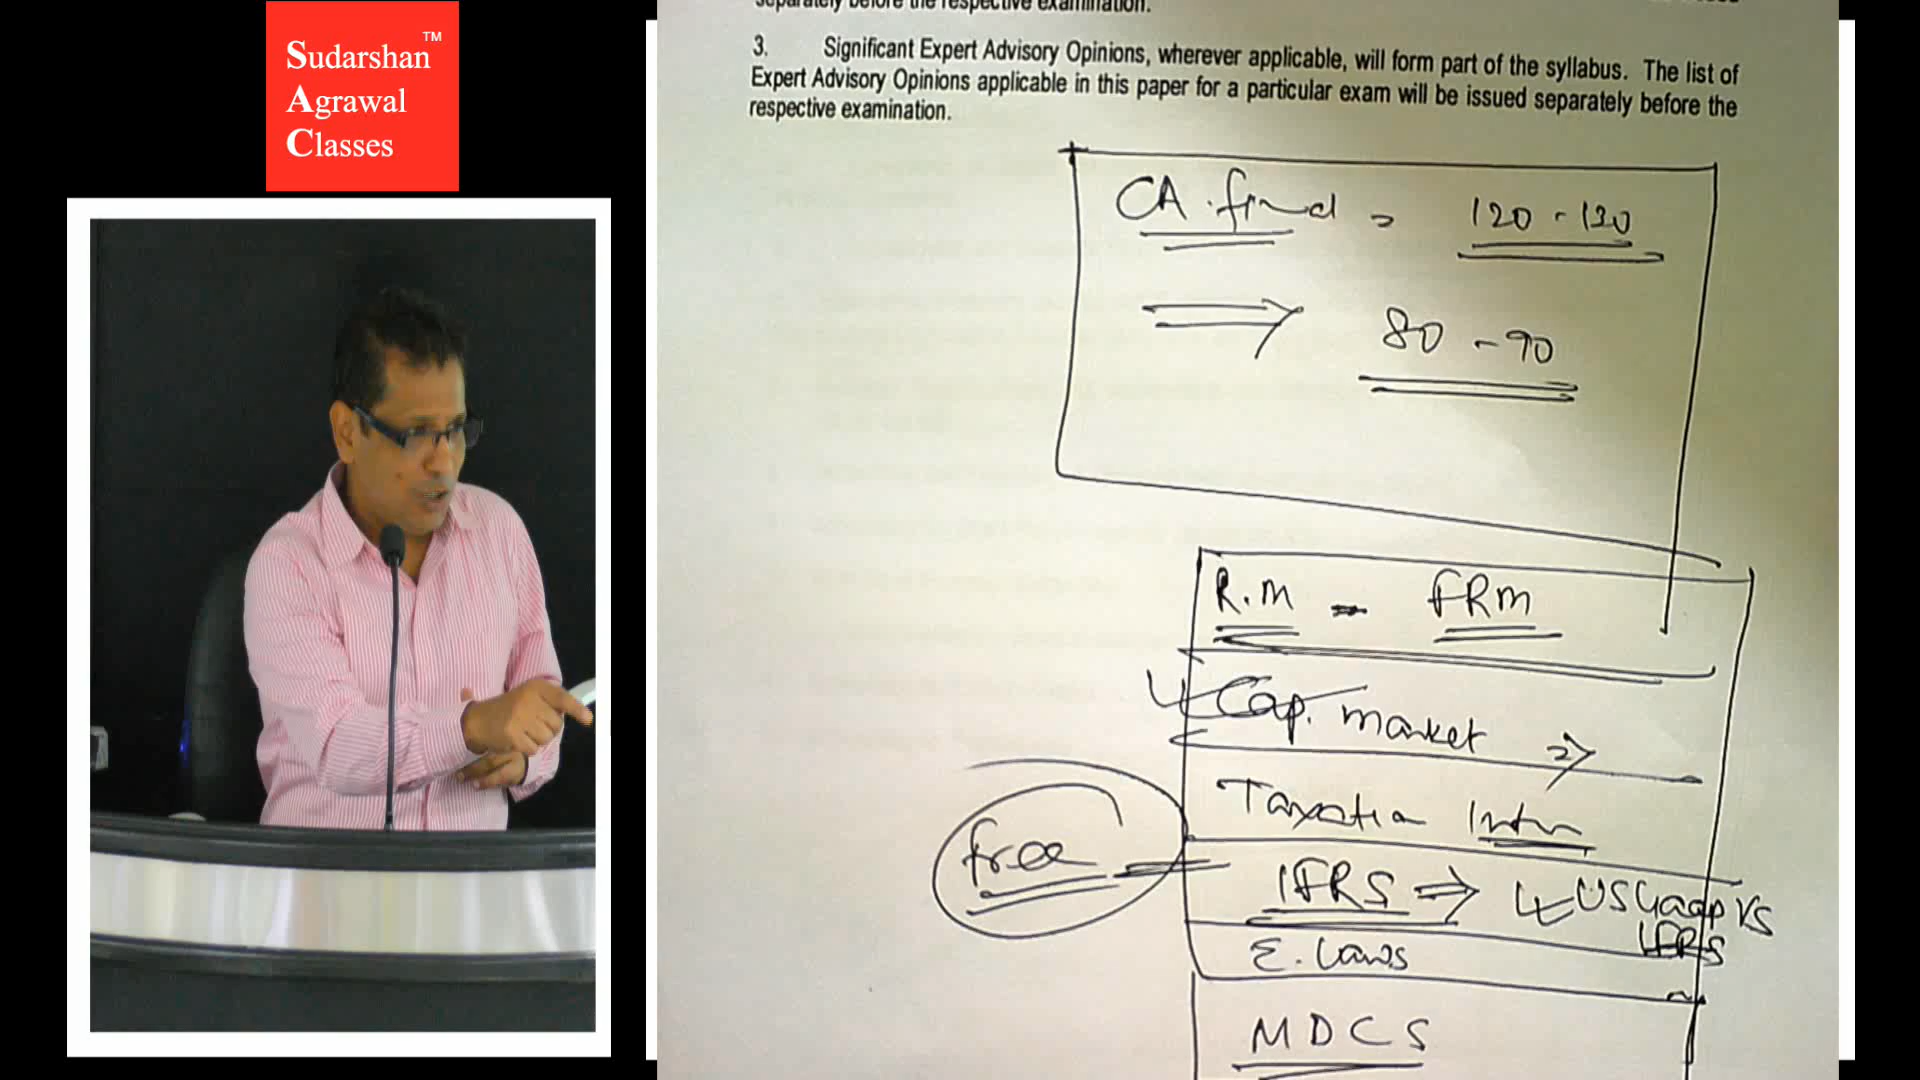 Sudarshan™
Agrawal
Classes
separately before the respective examination.
3. Significant Expert Advisory Opinions, wherever applicable, will form part of the syllabus. The list of
Expert Advisory Opinions applicable in this paper for a particular exam will be issued separately before the
respective examination.
CA final = 120 - 130
80 - 90
R.M - FRM
Cap. market
Taxation Intn
free
IFRS ⇒ US Gaap VS
IFRS
E. Laws
MDCS